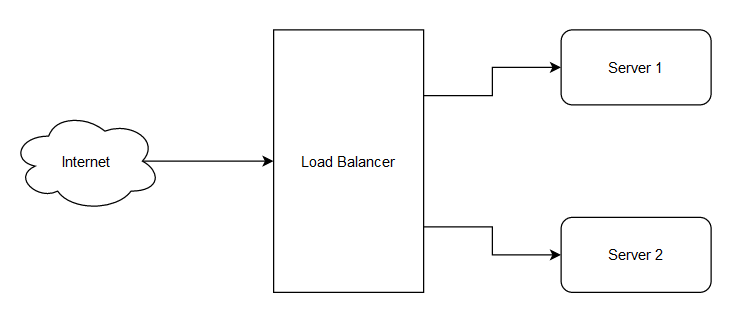 Internet
Load Balancer
Server 1
Server 2